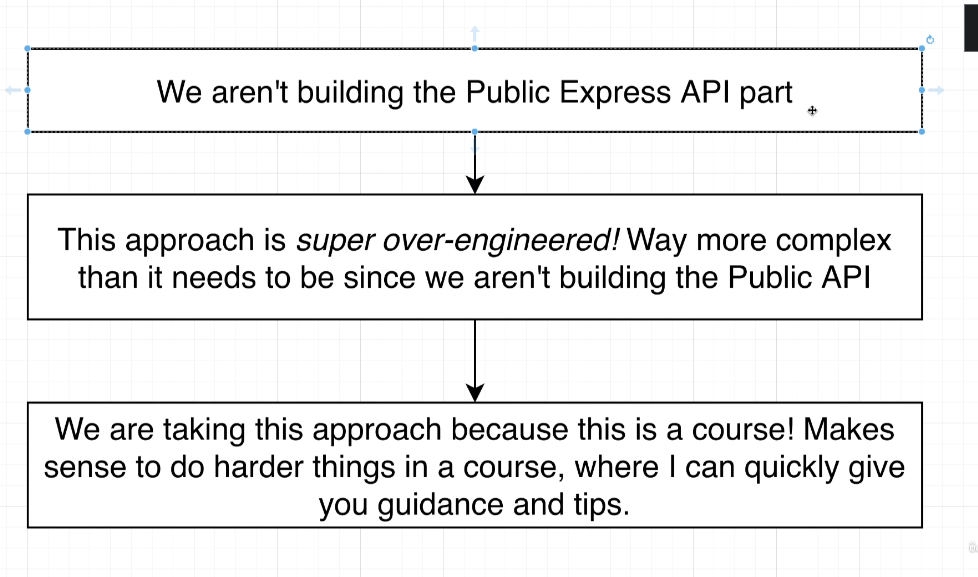 We aren't building the Public Express API part
This approach is super over-engineered! Way more complex
than it needs to be since we aren't building the Public API
We are taking this approach because this is a course! Makes
sense to do harder things in a course, where I can quickly give
you guidance and tips.